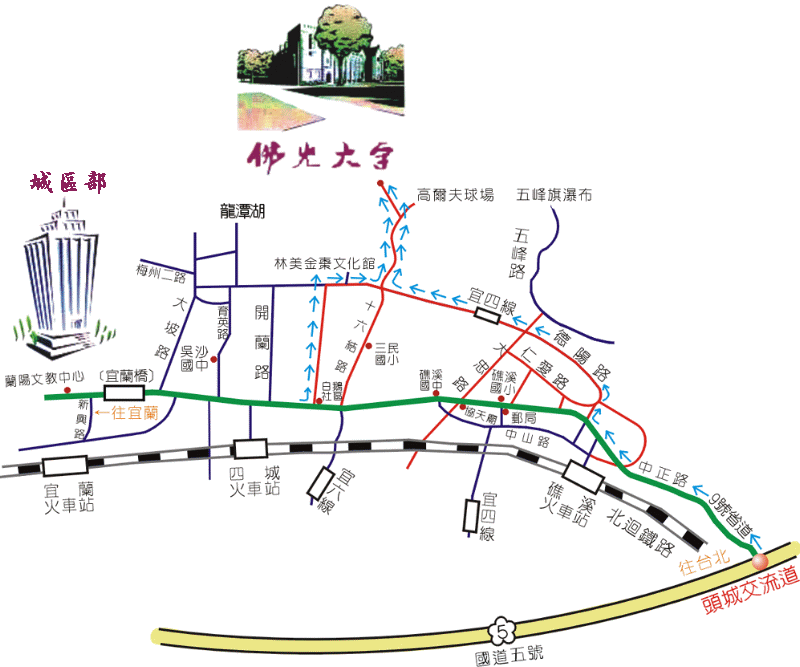 佛光大学
城區部
高爾夫球場
五峰旗瀑布
龍潭湖
五峰路
林美金棗文化館
梅州二路
大坡路
育英路
開蘭路
十六結路
宜四線
德陽路
吳沙
國中
三民
國小
大忠路
仁愛路
蘭陽文教中心
(宜蘭橋)
白鵝
社區
礁溪
國中
礁溪
國小
新興路
←往宜蘭
協天廟
郵局
中山路
中正路
宜蘭
火車站
四城
火車站
宜六線
宜四線
礁溪
火車站
北迴鐵路
9號省道
往台北
頭城交流道
5
國道五號